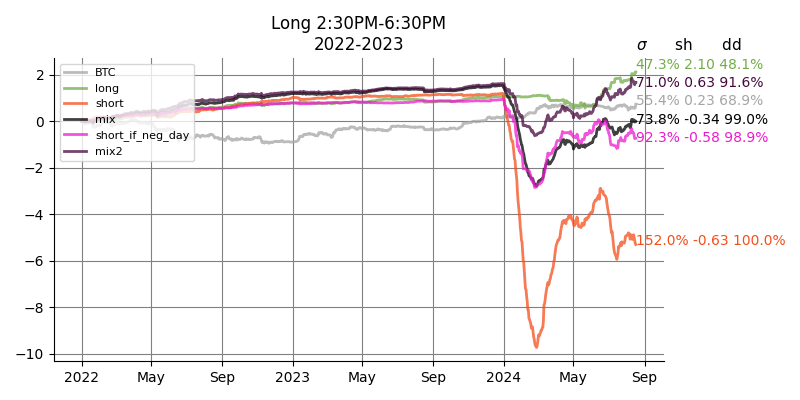 Long 2:30PM-6:30PM
2022-2023
σ sh dd
47.3% 2.10 48.1%
71.0% 0.63 91.6%
55.4% 0.23 68.9%
73.8% -0.34 99.0%
92.3% -0.58 98.9%
152.0% -0.63 100.0%
BTC
long
short
mix
short_if_neg_day
mix2
2
0
−2
−4
−6
−8
−10
2022 May Sep 2023 May Sep 2024 May Sep